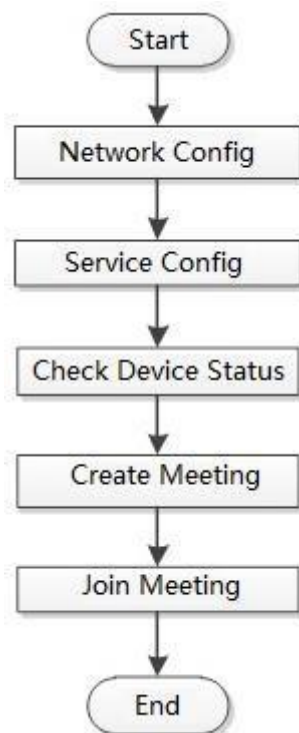 Start
Network Config
Service Config
Check Device Status
Create Meeting
Join Meeting
End